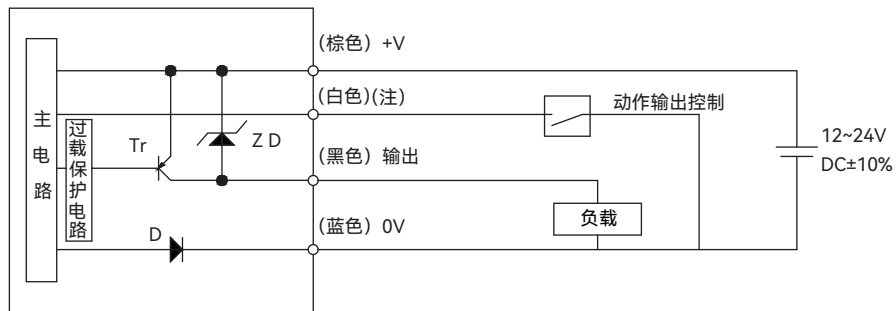 (棕色) +V
(白色)(注)
动作输出控制
主电路
过载保护电路
Tr
Z D
(黑色) 输出
12~24V
DC±10%
负载
(蓝色) 0V
D